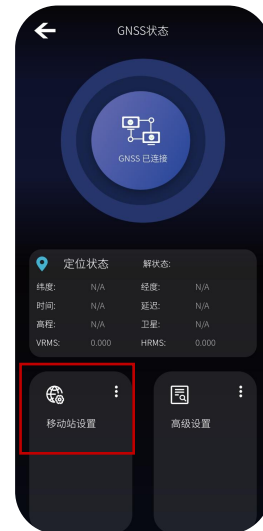 GNSS状态
GNSS 已连接
定位状态 解状态:
纬度: N/A 经度: N/A
时间: N/A 延迟: N/A
高程: N/A 卫星: N/A
VRMS: 0.000 HRMS: 0.000
移动站设置 高级设置